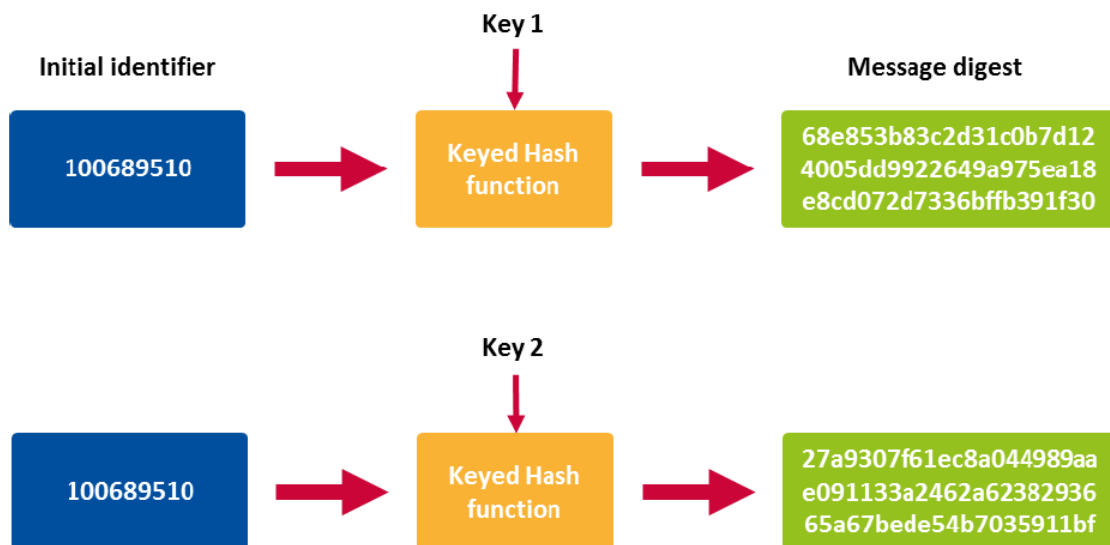 Key 1
Initial identifier
Message digest
100689510
Keyed Hash
function
68e853b83c2d31c0b7d12
4005dd9922649a975ea18
e8cd072d7336bffb391f30
Key 2
100689510
Keyed Hash
function
27a9307f61ec8a044989aa
e091133a2462a62382936
65a67bede54b7035911bf